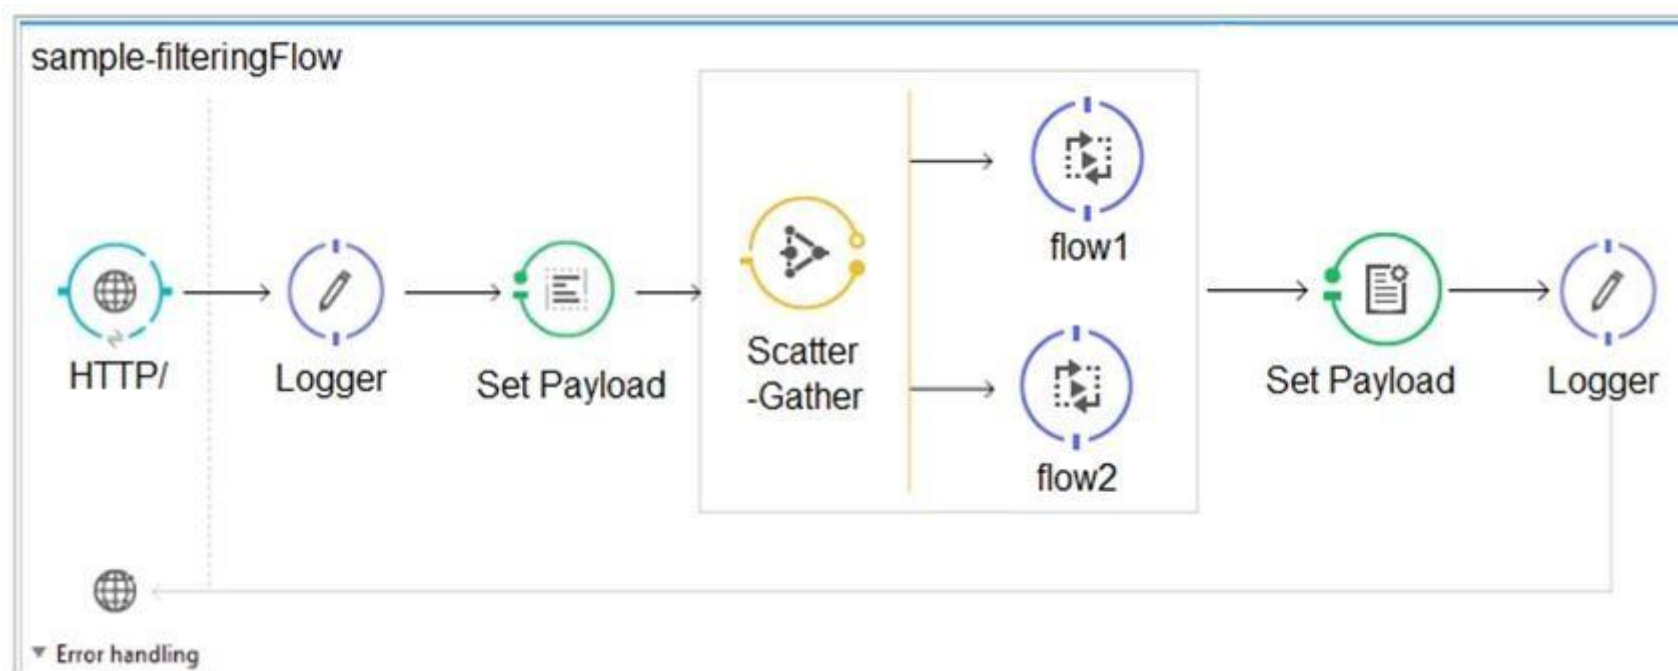 sample-filteringFlow
HTTP/
Logger
Set Payload
Scatter
-Gather
flow1
flow2
Set Payload
Logger
Error handling